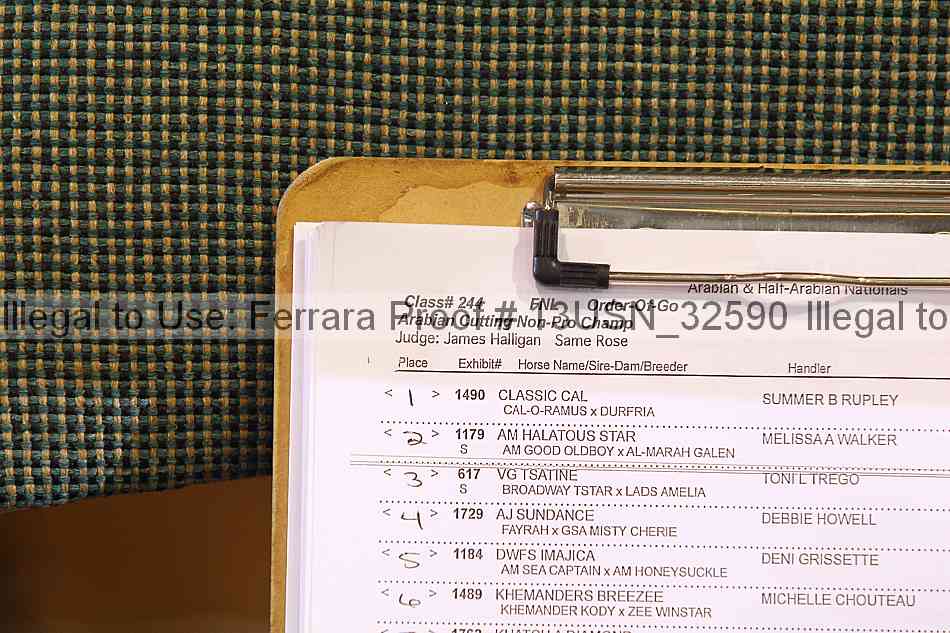 Arabian & Half-Arabian Nationals
Class# 244 FNL Order-Of-Go
Illegal to Use: Ferrara Proof # 13USN_32590 Illegal to
Arabian Cutting Non-Pro Champ
Judge: James Halligan Same Rose
Place Exhibit# Horse Name/Sire-Dam/Breeder Handler
< 1 > 1490 CLASSIC CAL SUMMER B RUPLEY
CAL-O-RAMUS x DURFRIA
< 2 > 1179 AM HALATOUS STAR MELISSA A WALKER
S AM GOOD OLDBOY x AL-MARAH GALEN
< 3 > 617 VG TSATINE TONI L TREGO
S BROADWAY TSTAR x LADS AMELIA
< 4 > 1729 AJ SUNDANCE DEBBIE HOWELL
FAYRAH x GSA MISTY CHERIE
< 5 > 1184 DWFS IMAJICA DENI GRISSETTE
AM SEA CAPTAIN x AM HONEYSUCKLE
< 6 > 1489 KHEMANDERS BREEZEE MICHELLE CHOUTEAU
KHEMANDER KODY x ZEE WINSTAR